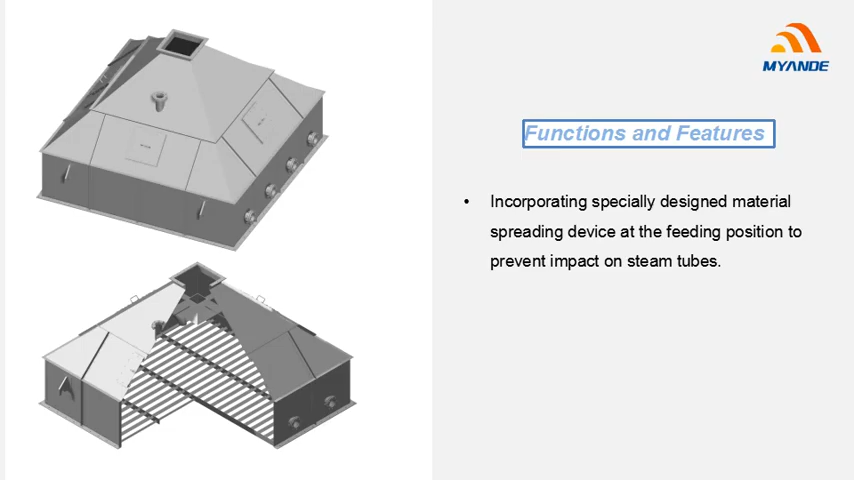 MYANDE
Functions and Features
• Incorporating specially designed material
spreading device at the feeding position to
prevent impact on steam tubes.